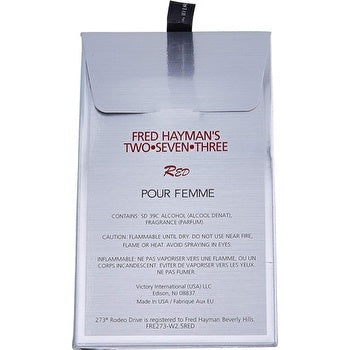 FRED HAYMAN'S
TWO•SEVEN•THREE
RED
POUR FEMME
CONTAINS: SD 39C ALCOHOL (ALCOOL DENAT),
FRAGRANCE (PARFUM).
CAUTION: FLAMMABLE UNTIL DRY. DO NOT USE NEAR FIRE,
FLAME OR HEAT. AVOID SPRAYING IN EYES.
INFLAMMABLE: NE PAS VAPORISER VERS UNE FLAMME, OU UN
CORPS INCANDESCENT. EVITER DE VAPORISER VERS LES YEUX.
NE PAS FUMER.
Victory International (USA) LLC
Edison, NJ 08837
Made In USA / Fabriqué Aux EU
273® Rodeo Drive is registered to Fred Hayman Beverly Hills.
FRE273-W2.5RED